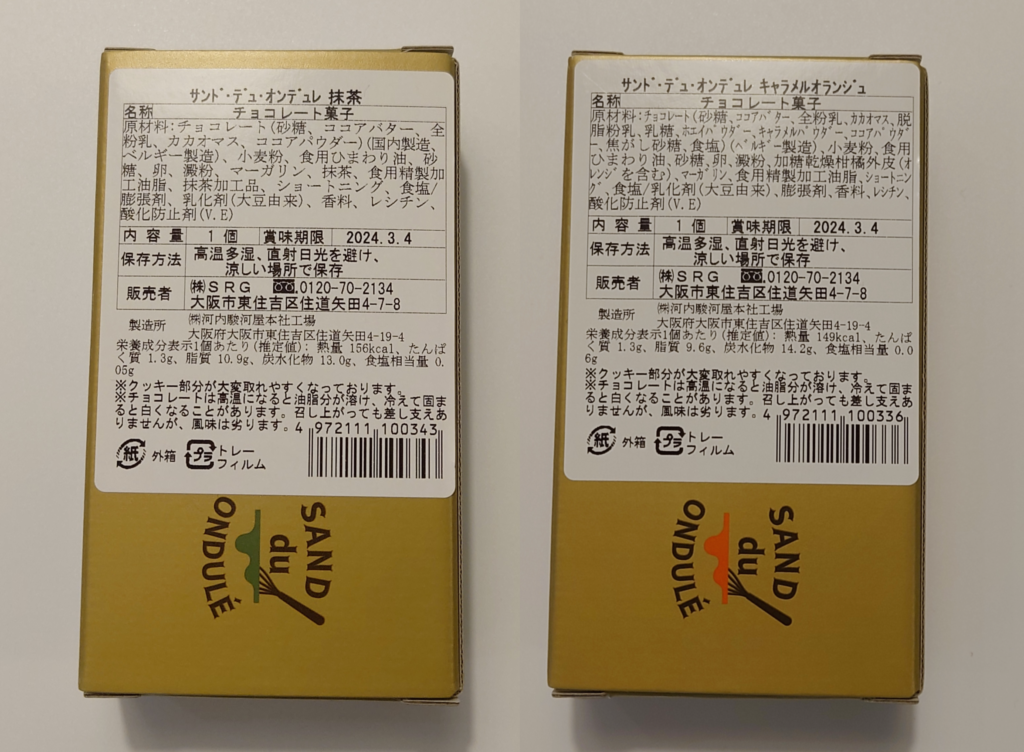 サンド・デュ・オンデュレ 抹茶
名称 チョコレート菓子
原材料:チョコレート(砂糖、ココアバター、全
粉乳、カカオマス、ココアパウダー)(国内製造、
ベルギー製造)、小麦粉、食用ひまわり油、砂
糖、卵、澱粉、マーガリン、抹茶、食用精製加
工油脂、抹茶加工品、ショートニング、食塩/
膨張剤、乳化剤(大豆由来)、香料、レシチン、
酸化防止剤(V.E)
内容量 1個 賞味期限 2024.3.4
保存方法 高温多湿、直射日光を避け、
涼しい場所で保存
販売者 ㈱SRG .0120-70-2134
大阪市東住吉区住道矢田4-7-8
製造所 ㈱河内駿河屋本社工場
大阪府大阪市東住吉区住道矢田4-19-4
栄養成分表示1個あたり(推定値): 熱量 156kcal、たんぱ
く質 1.3g、脂質 10.9g、炭水化物 13.0g、食塩相当量 0.
05g
※クッキー部分が大変取れやすくなっております。
※チョコレートは高温になると油脂分が溶け、冷えて固ま
ると白くなることがあります。召し上がっても差し支えあ
りませんが、風味は劣ります。
4 972111 100343
紙 外箱 プラ トレー
フィルム
SAND
du
ONDULÉ
サンド・デュ・オンデュレ キャラメルオランジュ
名称 チョコレート菓子
原材料:チョコレート(砂糖、ココアバター、全粉乳、カカオマス、脱
脂粉乳、乳糖、ホエイパウダー、キャラメルパウダー、ココアパウダ
ー、焦がし砂糖、食塩)(ベルギー製造)、小麦粉、食用
ひまわり油、砂糖、卵、澱粉、加糖乾燥柑橘外皮(オ
レンジを含む)、マーガリン、食用精製加工油脂、ショートニン
グ、食塩/乳化剤(大豆由来)、膨張剤、香料、レシチン、
酸化防止剤(V.E)
内容量 1個 賞味期限 2024.3.4
保存方法 高温多湿、直射日光を避け、
涼しい場所で保存
販売者 ㈱SRG .0120-70-2134
大阪市東住吉区住道矢田4-7-8
製造所 ㈱河内駿河屋本社工場
大阪府大阪市東住吉区住道矢田4-19-4
栄養成分表示1個あたり(推定値): 熱量 149kcal、たんぱ
く質 1.3g、脂質 9.6g、炭水化物 14.2g、食塩相当量 0.0
6g
※クッキー部分が大変取れやすくなっております。
※チョコレートは高温になると油脂分が溶け、冷えて固ま
ると白くなることがあります。召し上がっても差し支えあ
りませんが、風味は劣ります。
4 972111 100336
紙 外箱 プラ トレー
フィルム
SAND
du
ONDULÉ